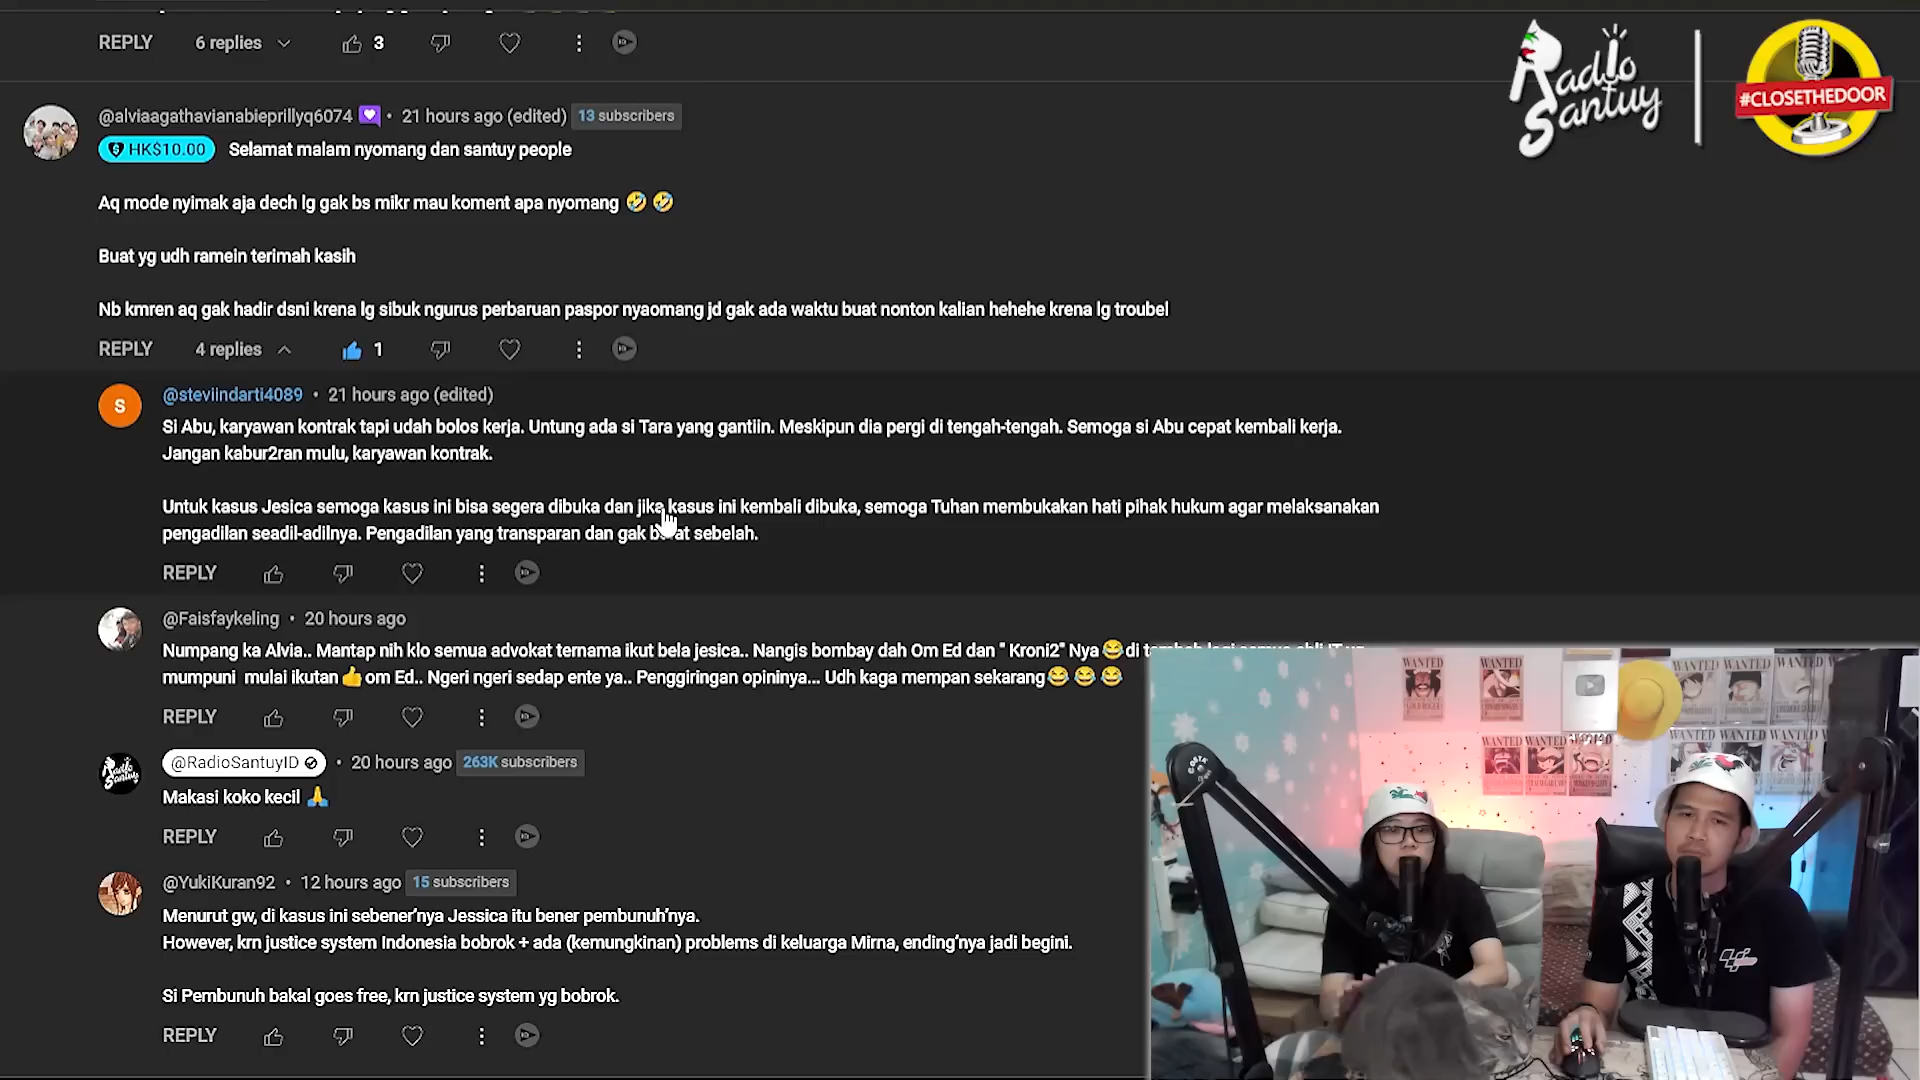 REPLY 6 replies 3
Radio Santuy
#CLOSETHEDOOR
@alviaagathavianabieprillyq6074 • 21 hours ago (edited) 13 subscribers
HK$10.00 Selamat malam nyomang dan santuy people
Aq mode nyimak aja dech lg gak bs mikr mau koment apa nyomang 🤣 🤣
Buat yg udh ramein terimah kasih
Nb kmren aq gak hadir dsni krena lg sibuk ngurus perbaruan paspor nyaomang jd gak ada waktu buat nonton kalian hehehe krena lg troubel
REPLY 4 replies 1
S
@steviindarti4089 • 21 hours ago (edited)
Si Abu, karyawan kontrak tapi udah bolos kerja. Untung ada si Tara yang gantiin. Meskipun dia pergi di tengah-tengah. Semoga si Abu cepat kembali kerja.
Jangan kabur2ran mulu, karyawan kontrak.
Untuk kasus Jesica semoga kasus ini bisa segera dibuka dan jika kasus ini kembali dibuka, semoga Tuhan membukakan hati pihak hukum agar melaksanakan
pengadilan seadil-adilnya. Pengadilan yang transparan dan gak sebelah.
REPLY
@Faisfaykeling • 20 hours ago
Numpang ka Alvia.. Mantap nih klo semua advokat ternama ikut bela jesica.. Nangis bombay dah Om Ed dan " Kroni2" Nya 😂 di
mumpuni mulai ikutan 👍 om Ed.. Ngeri ngeri sedap ente ya.. Penggiringan opininya... Udh kaga mempan sekarang 😂 😂 😂
REPLY
@RadioSantuyID • 20 hours ago 263K subscribers
Makasi koko kecil 🙏
REPLY
@YukiKuran92 • 12 hours ago 15 subscribers
Menurut gw, di kasus ini sebener'nya Jessica itu bener pembunuh'nya.
However, krn justice system Indonesia bobrok + ada (kemungkinan) problems di keluarga Mirna, ending'nya jadi begini.
Si Pembunuh bakal goes free, krn justice system yg bobrok.
REPLY
WANTED WANTED WANTED WANTED WANTED
WANTED WANTED WANTED WANTED WANTED